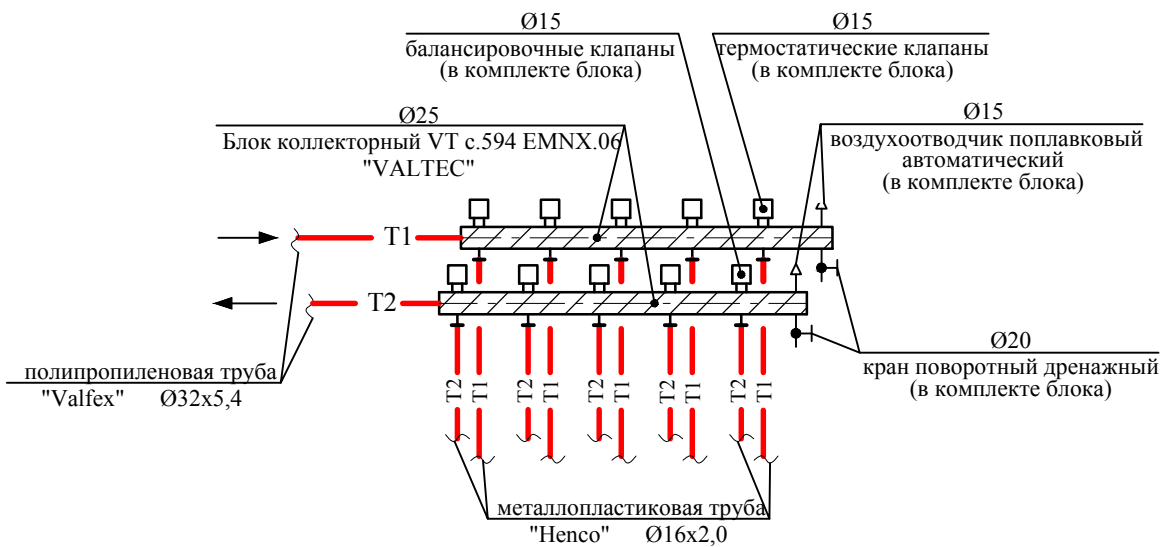 Ø15
балансировочные клапаны
(в комплекте блока)
Ø15
термостатические клапаны
(в комплекте блока)
Ø25
Блок коллекторный VT с.594 EMNX.06
"VALTEC"
Ø15
воздухоотводчик поплавковый
автоматический
(в комплекте блока)
T1
T2
Ø20
кран поворотный дренажный
(в комплекте блока)
полипропиленовая труба
"Valfex" Ø32x5,4
T2 T1 T2 T1 T2 T1 T2 T1 T2 T1
металлопластиковая труба
"Henco" Ø16x2,0